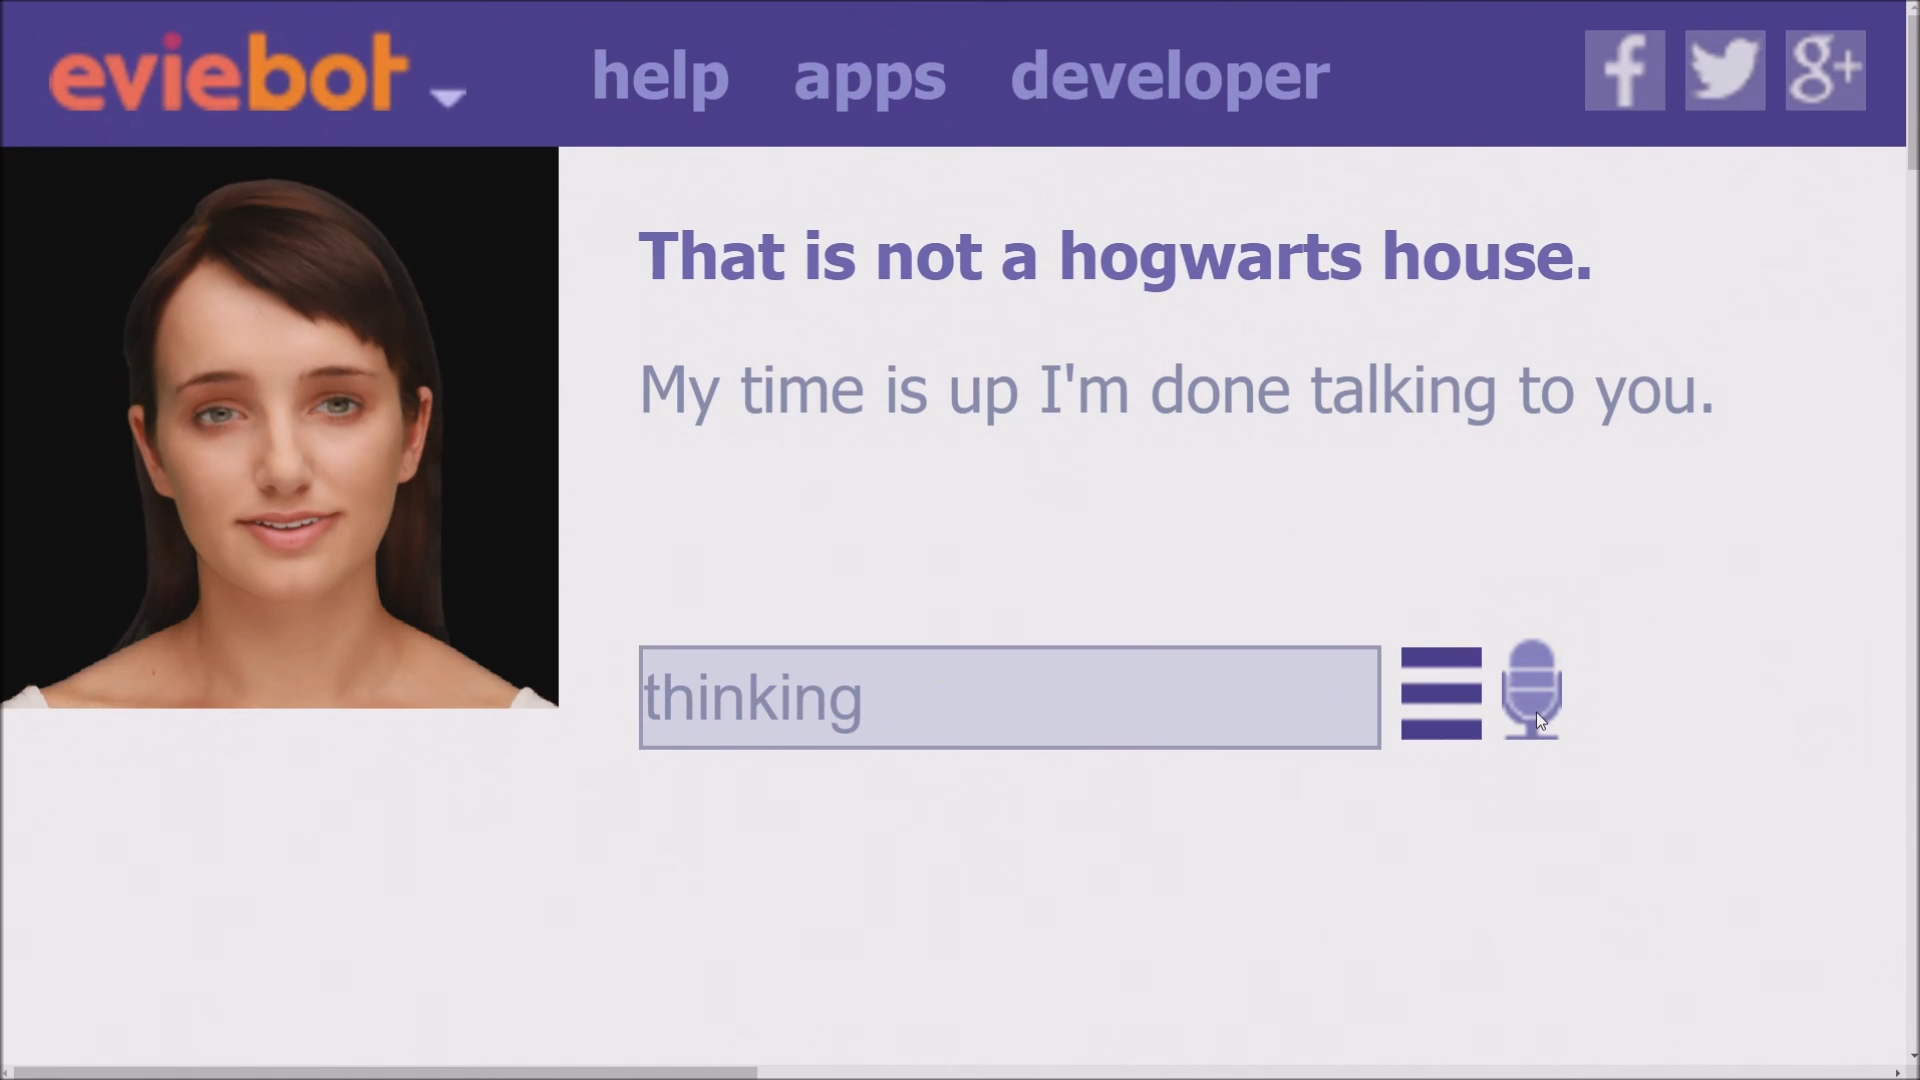 eviebot
help apps developer
f
g+
That is not a hogwarts house.
My time is up I'm done talking to you.
thinking